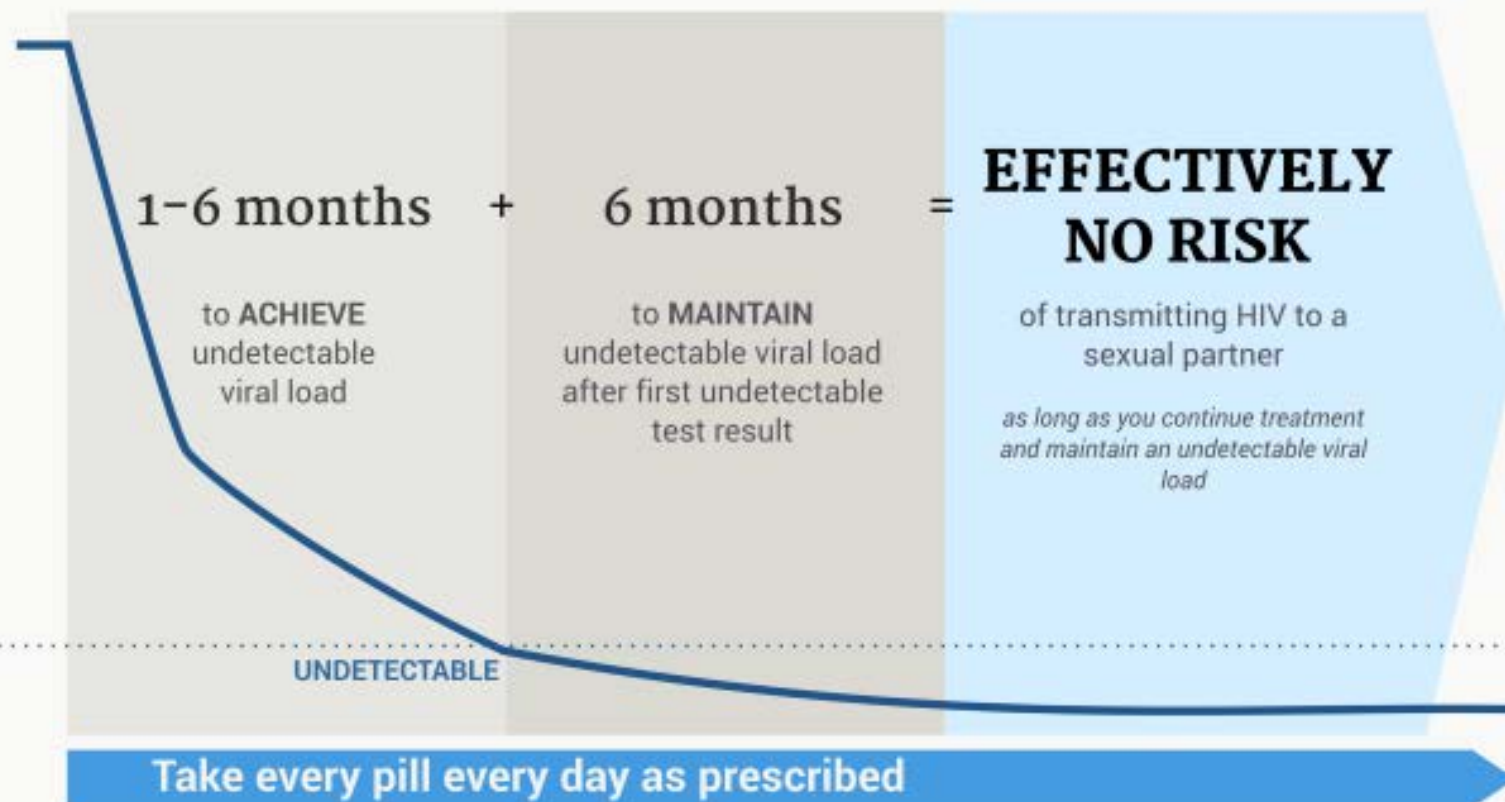 1-6 months + 6 months = EFFECTIVELY
NO RISK
to ACHIEVE
undetectable
viral load
to MAINTAIN
undetectable viral load
after first undetectable
test result
of transmitting HIV to a
sexual partner
as long as you continue treatment
and maintain an undetectable viral
load
UNDETECTABLE
Take every pill every day as prescribed